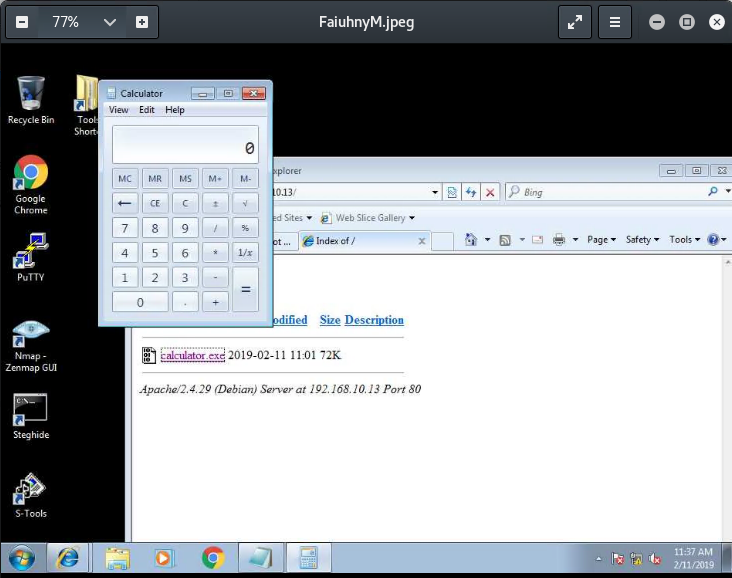 77%
FaiuhnyM.jpeg
Recycle Bin
Tools
Short
Google
Chrome
PuTTY
Nmap -
Zenmap GUI
Steghide
S-Tools
Calculator
View Edit Help
0
MC MR MS M+ M-
← CE C ± √
7 8 9 / %
4 5 6 * 1/x
1 2 3 - =
0 . +
xplorer
10.13/
Bing
ed Sites Web Slice Gallery
ot ... Index of / x
Page Safety Tools
odified Size Description
calculator.exe 2019-02-11 11:01 72K
Apache/2.4.29 (Debian) Server at 192.168.10.13 Port 80
11:37 AM
2/11/2019